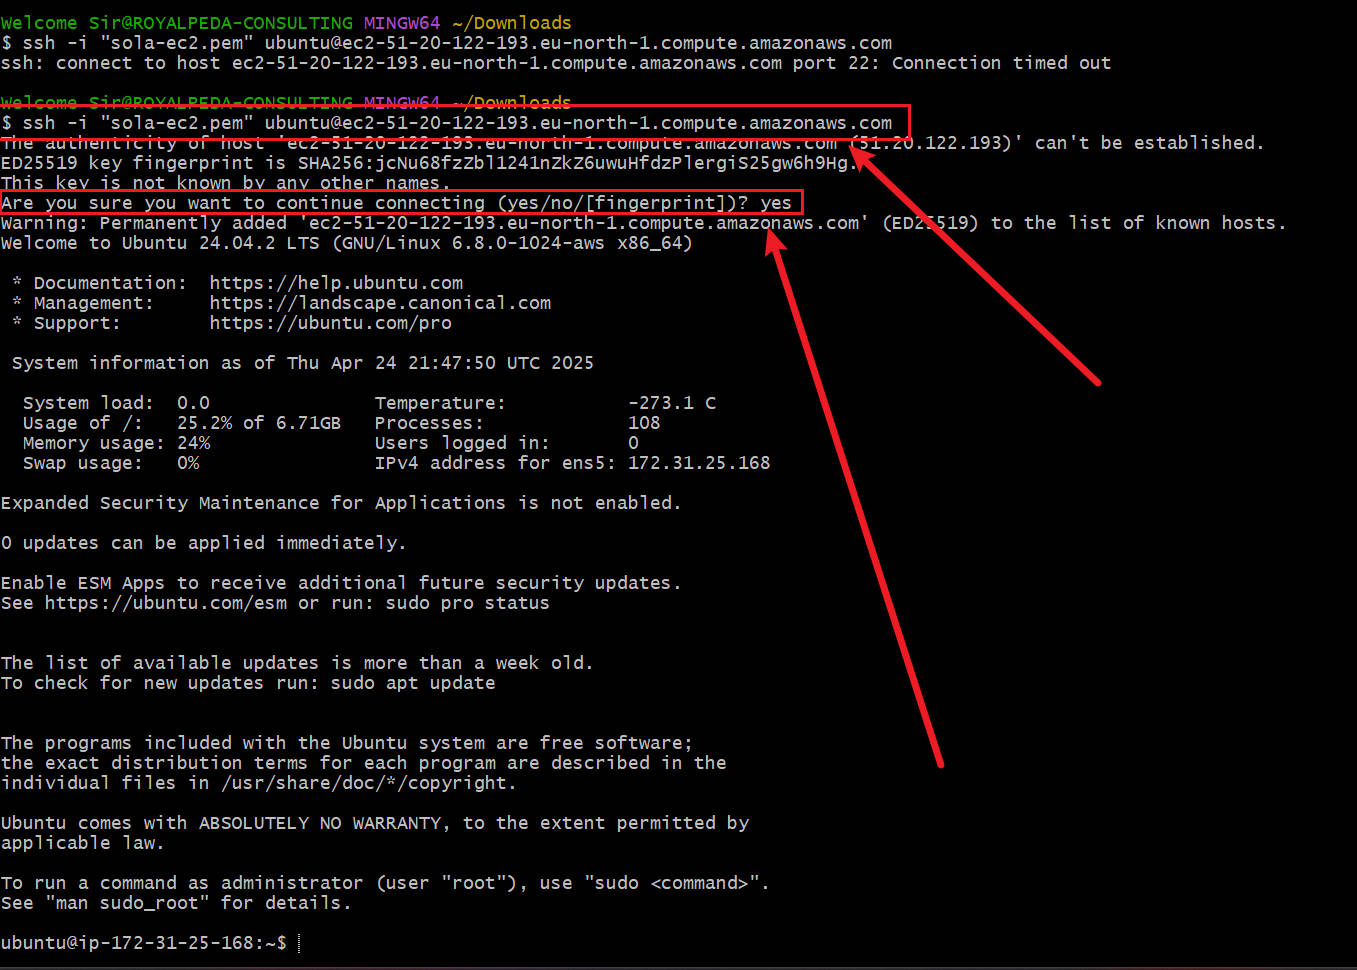 Welcome Sir@ROYALPEDA-CONSULTING MINGW64 ~/Downloads
$ ssh -i "sola-ec2.pem" ubuntu@ec2-51-20-122-193.eu-north-1.compute.amazonaws.com
ssh: connect to host ec2-51-20-122-193.eu-north-1.compute.amazonaws.com port 22: Connection timed out
Welcome Sir@ROYALPEDA-CONSULTING MINGW64 ~/Downloads
$ ssh -i "sola-ec2.pem" ubuntu@ec2-51-20-122-193.eu-north-1.compute.amazonaws.com
The authenticity of host 'ec2-51-20-122-193.eu-north-1.compute.amazonaws.com (51.20.122.193)' can't be established.
ED25519 key fingerprint is SHA256:jcNu68fzZbl1241nZkZ6uwuHfdzPlergiS25gw6h9Hg.
This key is not known by any other names.
Are you sure you want to continue connecting (yes/no/[fingerprint])? yes
Warning: Permanently added 'ec2-51-20-122-193.eu-north-1.compute.amazonaws.com' (ED25519) to the list of known hosts.
Welcome to Ubuntu 24.04.2 LTS (GNU/Linux 6.8.0-1024-aws x86_64)
* Documentation: https://help.ubuntu.com
* Management: https://landscape.canonical.com
* Support: https://ubuntu.com/pro
System information as of Thu Apr 24 21:47:50 UTC 2025
System load: 0.0 Temperature: -273.1 C
Usage of /: 25.2% of 6.71GB Processes: 108
Memory usage: 24% Users logged in: 0
Swap usage: 0% IPv4 address for ens5: 172.31.25.168
Expanded Security Maintenance for Applications is not enabled.
0 updates can be applied immediately.
Enable ESM Apps to receive additional future security updates.
See https://ubuntu.com/esm or run: sudo pro status
The list of available updates is more than a week old.
To check for new updates run: sudo apt update
The programs included with the Ubuntu system are free software;
the exact distribution terms for each program are described in the
individual files in /usr/share/doc/*/copyright.
Ubuntu comes with ABSOLUTELY NO WARRANTY, to the extent permitted by
applicable law.
To run a command as administrator (user "root"), use "sudo <command>".
See "man sudo_root" for details.
ubuntu@ip-172-31-25-168:~$